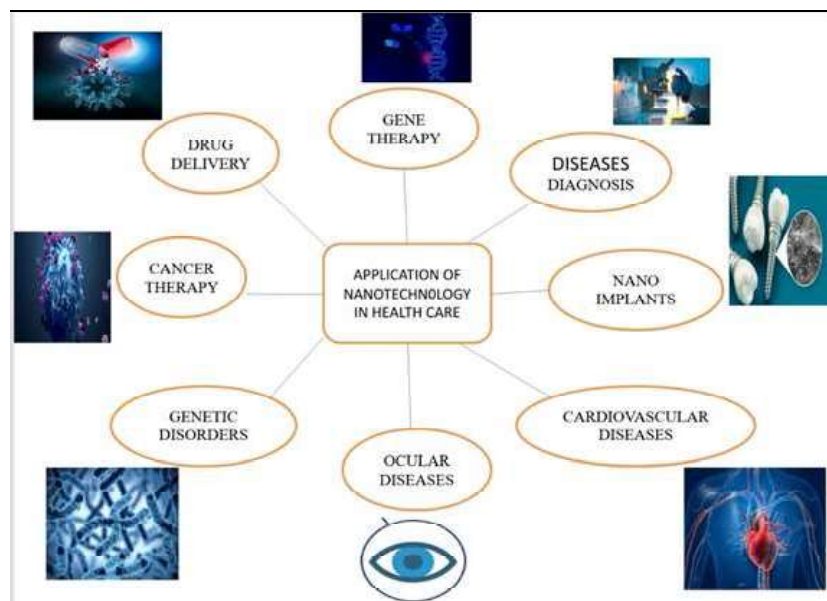 GENE
THERAPY
DRUG
DELIVERY
DISEASES
DIAGNOSIS
CANCER
THERAPY
APPLICATION OF
NANOTECHN0LOGY
IN HEALTH CARE
NANO
IMPLANTS
GENETIC
DISORDERS
OCULAR
DISEASES
CARDIOVASCULAR
DISEASES